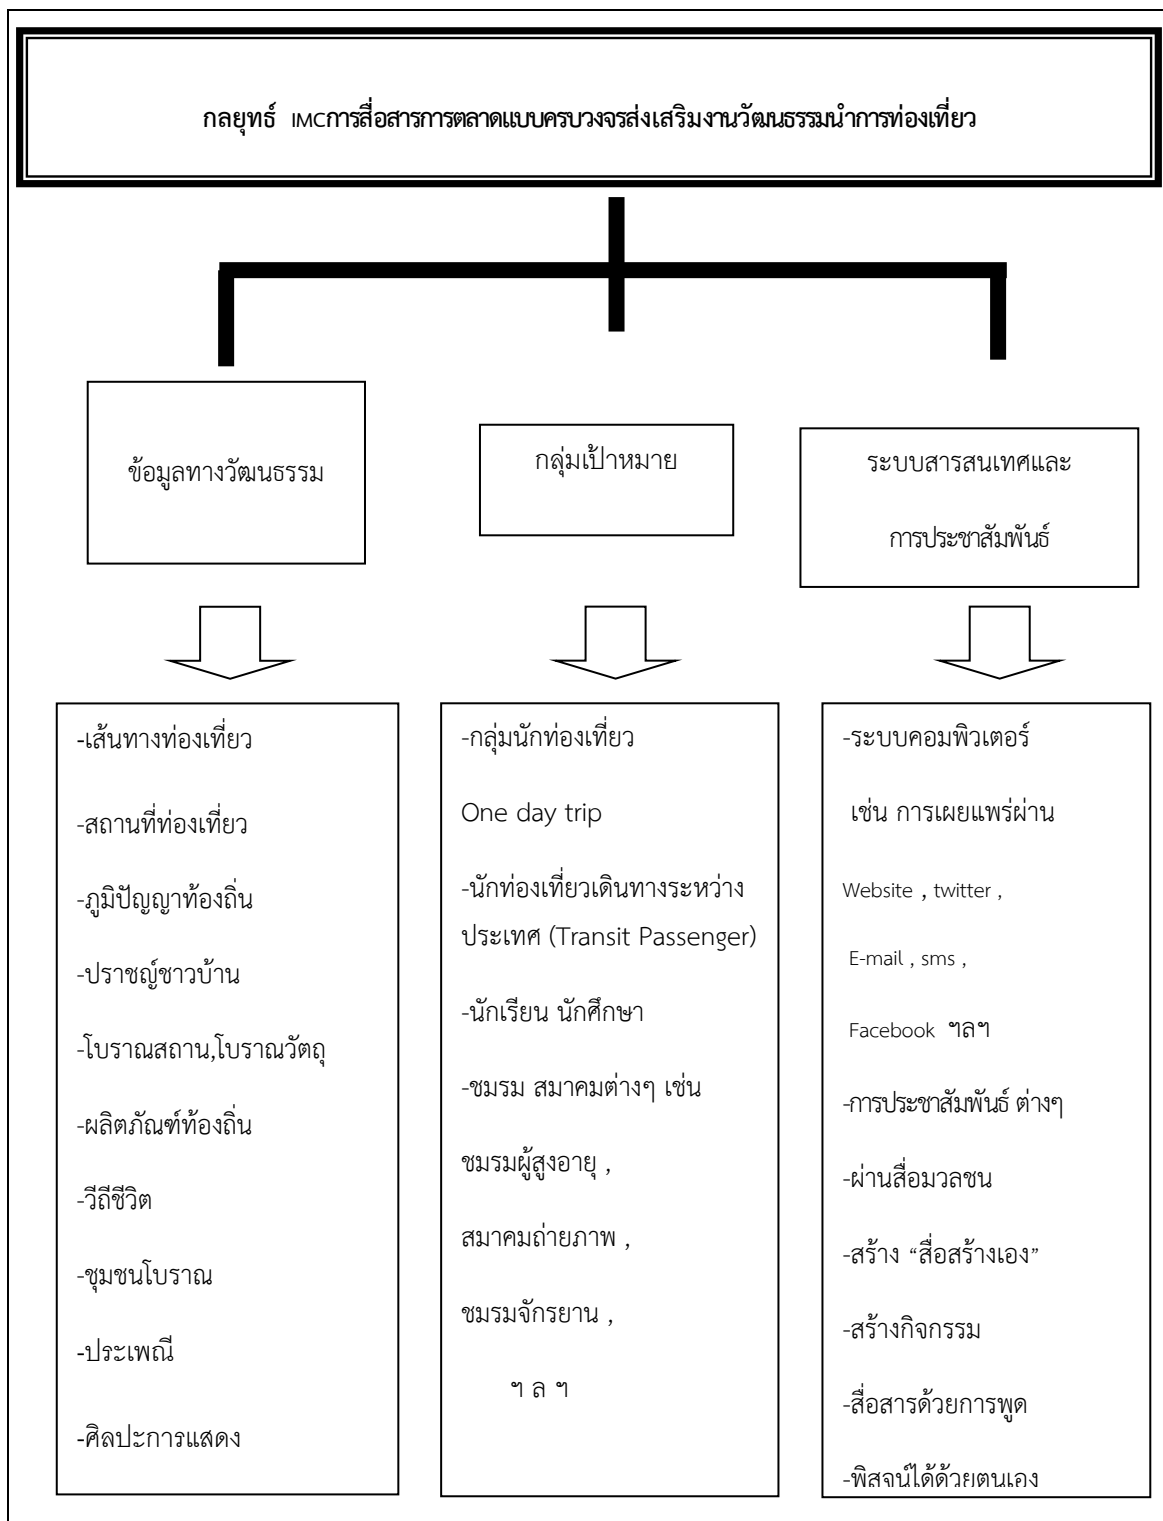 กลยุทธ์ IMCการสื่อสารการตลาดแบบครบวงจรส่งเสริมงานวัฒนธรรมนำการท่องเที่ยว
ข้อมูลทางวัฒนธรรม
กลุ่มเป้าหมาย
ระบบสารสนเทศและ
การประชาสัมพันธ์
-เส้นทางท่องเที่ยว
-สถานที่ท่องเที่ยว
-ภูมิปัญญาท้องถิ่น
-ปราชญ์ชาวบ้าน
-โบราณสถาน,โบราณวัตถุ
-ผลิตภัณฑ์ท้องถิ่น
-วีถีชีวิต
-ชุมชนโบราณ
-ประเพณี
-ศิลปะการแสดง
-กลุ่มนักท่องเที่ยว
One day trip
-นักท่องเที่ยวเดินทางระหว่าง
ประเทศ (Transit Passenger)
-นักเรียน นักศึกษา
-ชมรม สมาคมต่างๆ เช่น
ชมรมผู้สูงอายุ ,
สมาคมถ่ายภาพ ,
ชมรมจักรยาน ,
ฯ ล ฯ
-ระบบคอมพิวเตอร์
เช่น การเผยแพร่ผ่าน
Website , twitter ,
E-mail , sms ,
Facebook ฯลฯ
-การประชาสัมพันธ์ ต่างๆ
-ผ่านสื่อมวลชน
-สร้าง “สื่อสร้างเอง”
-สร้างกิจกรรม
-สื่อสารด้วยการพูด
-พิสูจน์ได้ด้วยตนเอง